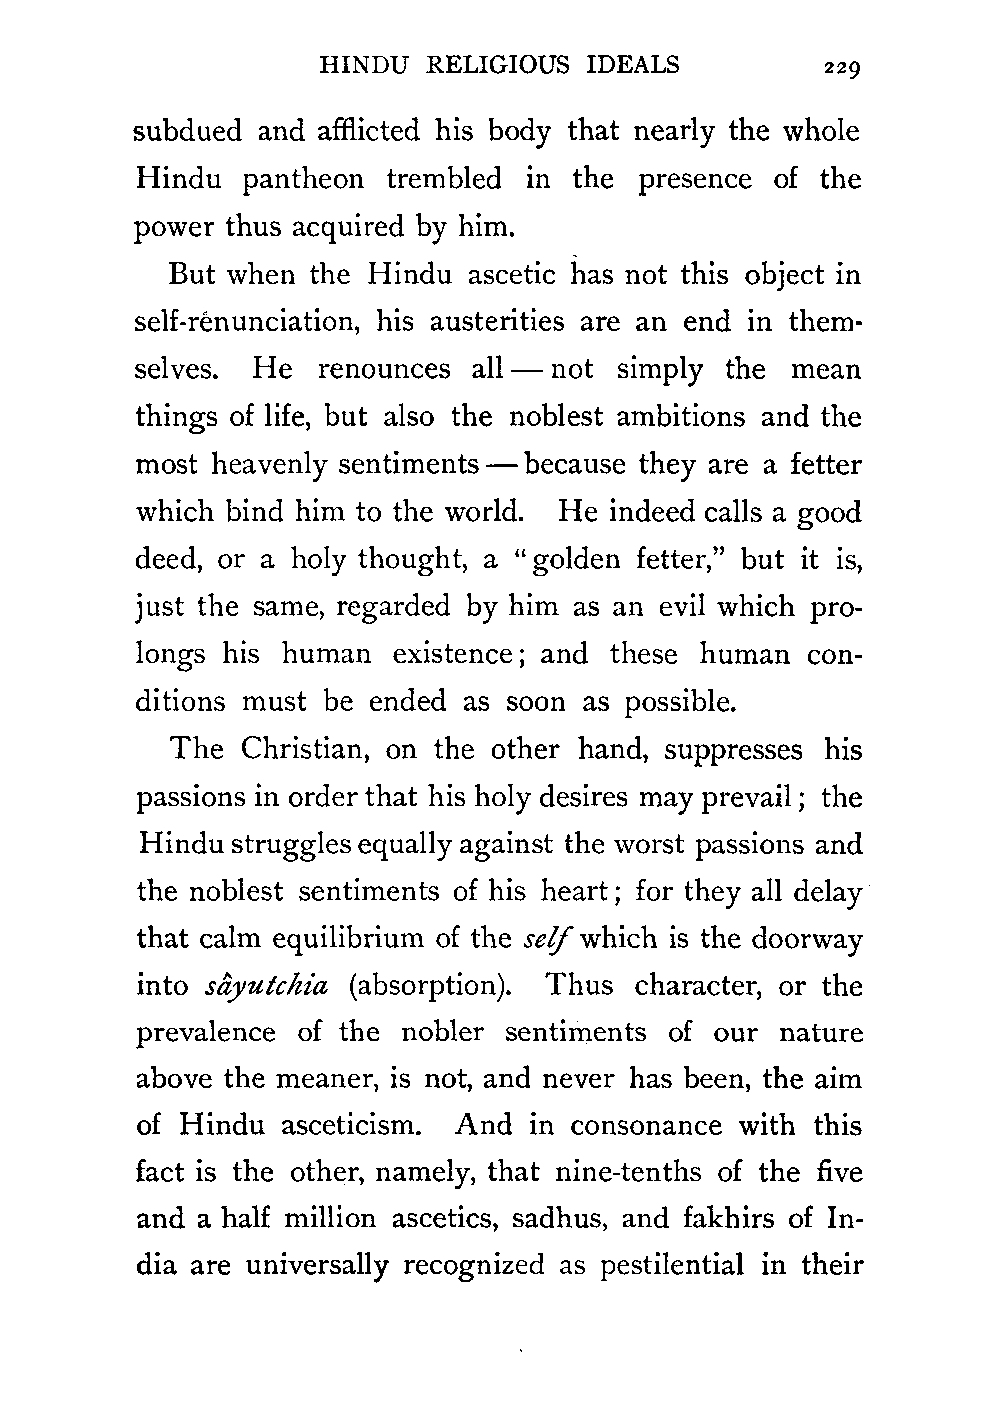 HINDU RELIGIOUS IDEALS 229
subdued and afflicted his body that nearly the whole
Hindu pantheon trembled in the presence of the
power thus acquired by him.
But when the Hindu ascetic has not this object in
self-rénunciation, his austerities are an end in them-
selves. He renounces all — not simply the mean
things of life, but also the noblest ambitions and the
most heavenly sentiments — because they are a fetter
which bind him to the world. He indeed calls a good
deed, or a holy thought, a “golden fetter,” but it is,
just the same, regarded by him as an evil which pro-
longs his human existence; and these human con-
ditions must be ended as soon as possible.
The Christian, on the other hand, suppresses his
passions in order that his holy desires may prevail; the
Hindu struggles equally against the worst passions and
the noblest sentiments of his heart; for they all delay
that calm equilibrium of the self which is the doorway
into sâyutchia (absorption). Thus character, or the
prevalence of the nobler sentiments of our nature
above the meaner, is not, and never has been, the aim
of Hindu asceticism. And in consonance with this
fact is the other, namely, that nine-tenths of the five
and a half million ascetics, sadhus, and fakhirs of In-
dia are universally recognized as pestilential in their